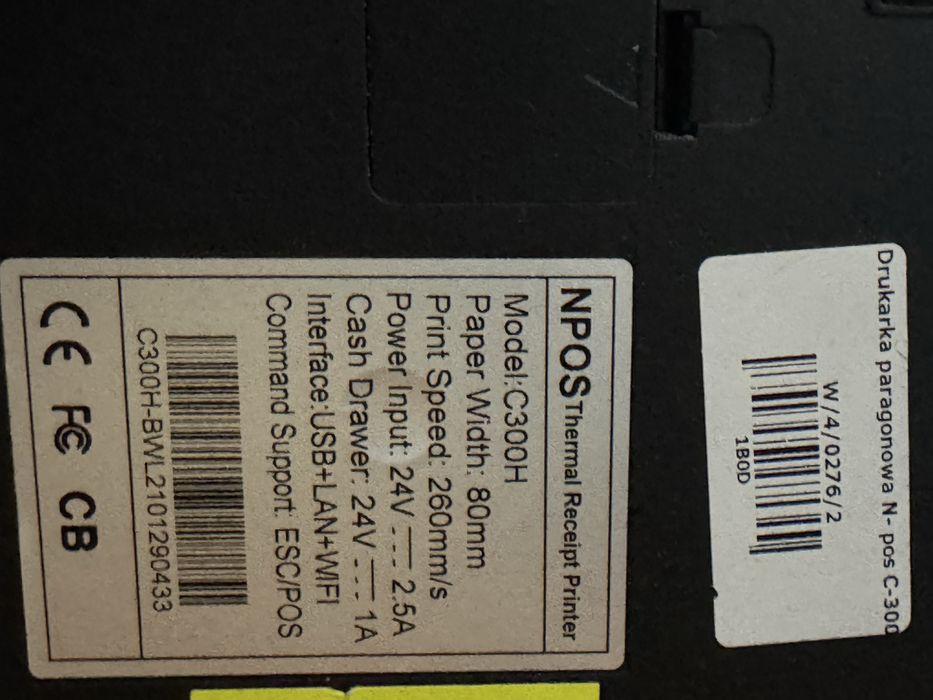 Drukarka paragonowa N- pos C-300
W/4/0276/2
1B0D
NPOS Thermal Receipt Printer
Model:C300H
Paper Width: 80mm
Print Speed: 260mm/s
Power Input: 24V⎓2.5A
Cash Drawer: 24V⎓1A
Interface:USB+LAN+WIFI
Command Support: ESC/POS
C300H-BWL2101290433
CE FC CB